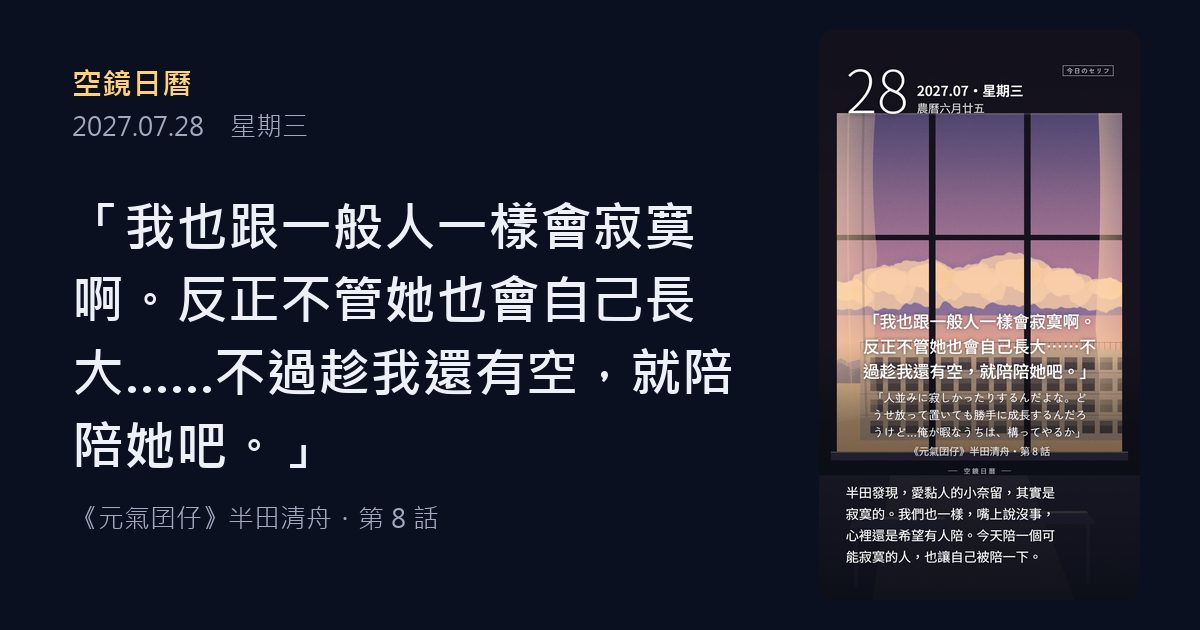 空鏡日曆
2027.07.28 星期三
「我也跟一般人一樣會寂寞
啊。反正不管她也會自己長
大……不過趁我還有空，就陪
陪她吧。」
《元氣囝仔》半田清舟・第 8 話
28
2027.07・星期三
農曆六月廿五
今日のセリフ
「我也跟一般人一樣會寂寞啊。
反正不管她也會自己長大……不
過趁我還有空，就陪陪她吧。」
「人並みに寂しかったりするんだよな。ど
うせ放って置いても勝手に成長するんだろ
うけど…俺が暇なうちは、構ってやるか」
《元氣囝仔》半田清舟・第 8 話
— 空鏡日曆 —
半田發現，愛黏人的小奈留，其實是
寂寞的。我們也一樣，嘴上說沒事，
心裡還是希望有人陪。今天陪一個可
能寂寞的人，也讓自己被陪一下。